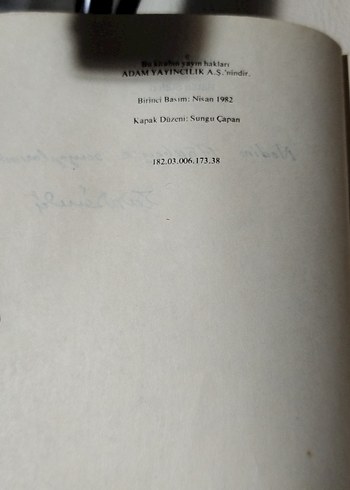 Bu kitabın yayın hakları
ADAM YAYINCILIK A.Ş.'nindir.
Birinci Basım: Nisan 1982
Kapak Düzeni: Sungu Çapan
182.03.006.173.38